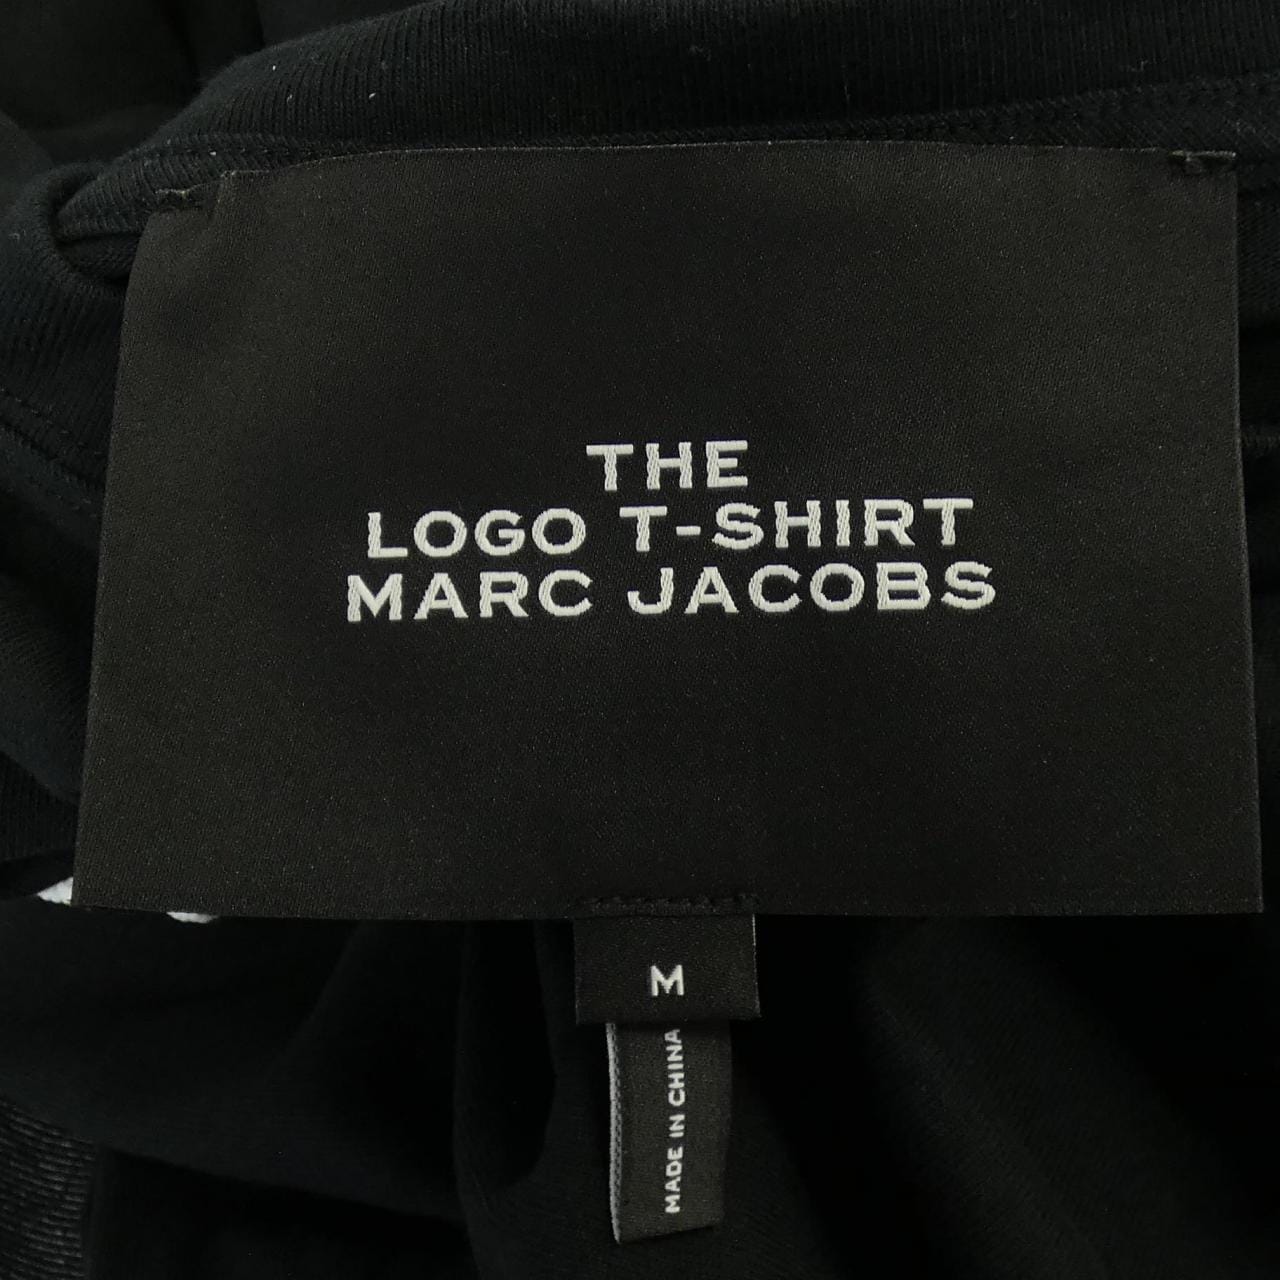 THE
LOGO T-SHIRT
MARC JACOBS
M
MADE IN CHINA